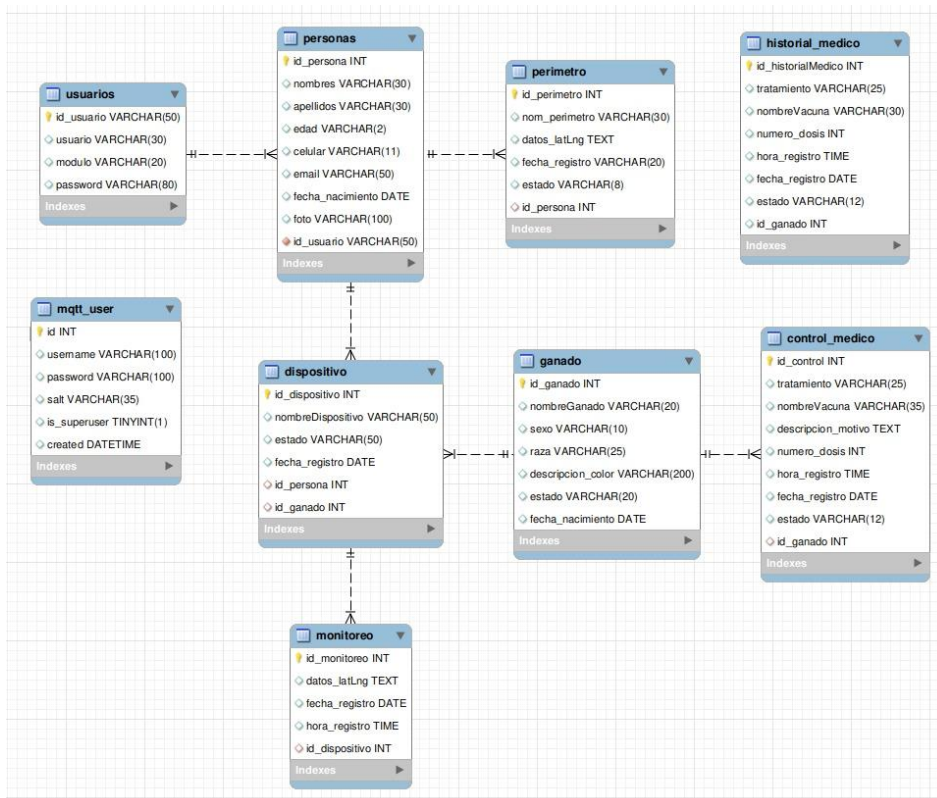 usuarios
id_usuario VARCHAR(50)
usuario VARCHAR(30)
modulo VARCHAR(20)
password VARCHAR(80)
Indexes
personas
id_persona INT
nombres VARCHAR(30)
apellidos VARCHAR(30)
edad VARCHAR(2)
celular VARCHAR(11)
email VARCHAR(50)
fecha_nacimiento DATE
foto VARCHAR(100)
id_usuario VARCHAR(50)
Indexes
perimetro
id_perimetro INT
nom_perimetro VARCHAR(30)
datos_latLng TEXT
fecha_registro VARCHAR(20)
estado VARCHAR(8)
id_persona INT
Indexes
historial_medico
id_historialMedico INT
tratamiento VARCHAR(25)
nombreVacuna VARCHAR(30)
numero_dosis INT
hora_registro TIME
fecha_registro DATE
estado VARCHAR(12)
id_ganado INT
Indexes
mqtt_user
id INT
username VARCHAR(100)
password VARCHAR(100)
salt VARCHAR(35)
is_superuser TINYINT(1)
created DATETIME
Indexes
dispositivo
id_dispositivo INT
nombreDispositivo VARCHAR(50)
estado VARCHAR(50)
fecha_registro DATE
id_persona INT
id_ganado INT
Indexes
ganado
id_ganado INT
nombreGanado VARCHAR(20)
sexo VARCHAR(10)
raza VARCHAR(25)
descripcion_color VARCHAR(200)
estado VARCHAR(20)
fecha_nacimiento DATE
Indexes
control_medico
id_control INT
tratamiento VARCHAR(25)
nombreVacuna VARCHAR(35)
descripcion_motivo TEXT
numero_dosis INT
hora_registro TIME
fecha_registro DATE
estado VARCHAR(12)
id_ganado INT
Indexes
monitoreo
id_monitoreo INT
datos_latLng TEXT
fecha_registro DATE
hora_registro TIME
id_dispositivo INT
Indexes